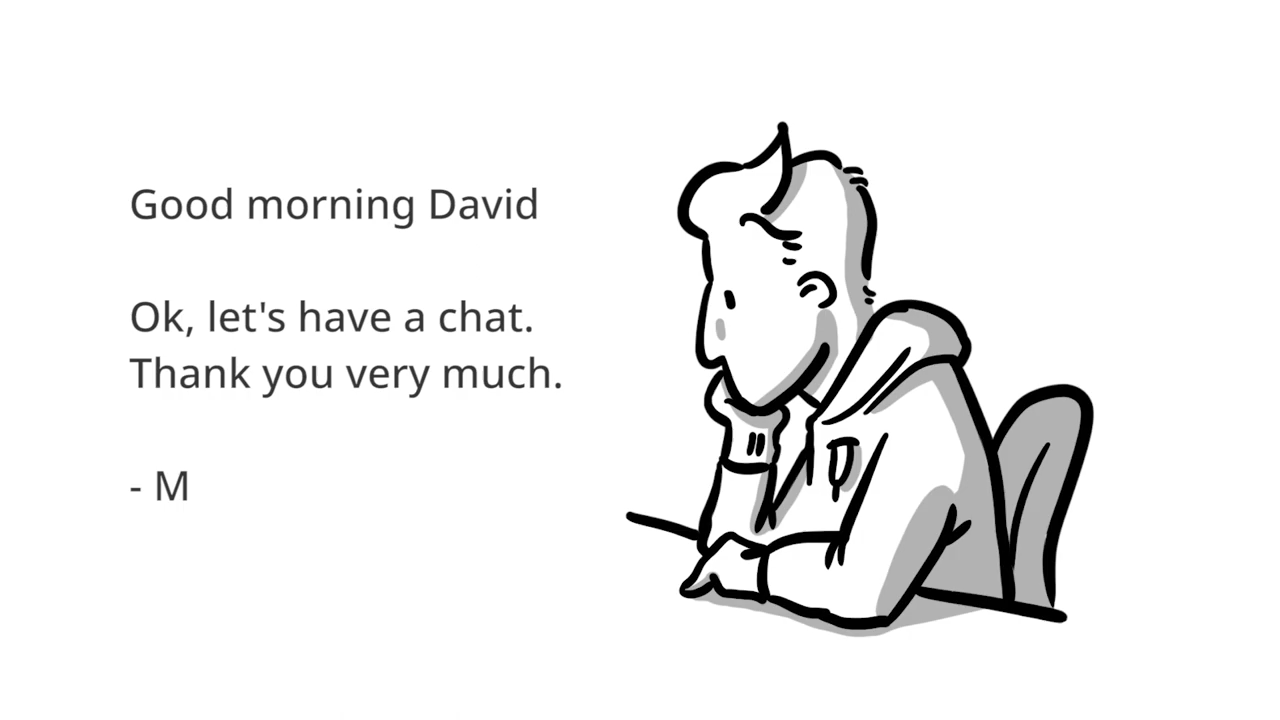 Good morning David
Ok, let's have a chat.
Thank you very much.
- M